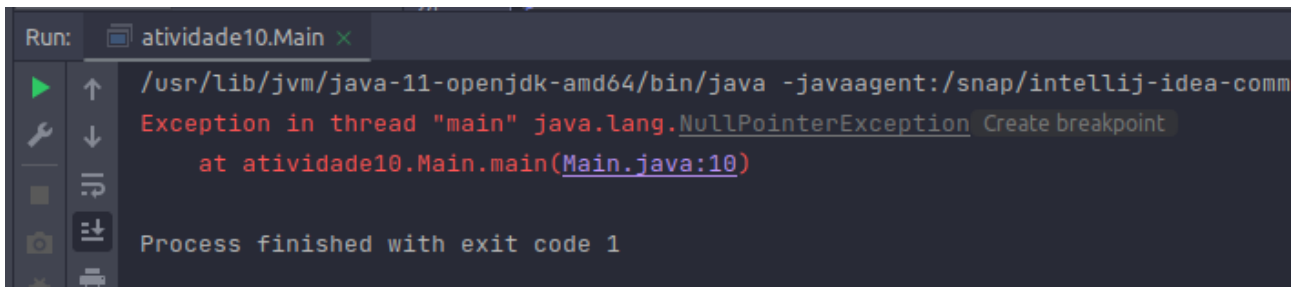 Run: atividade10.Main ×
/usr/lib/jvm/java-11-openjdk-amd64/bin/java -javaagent:/snap/intellij-idea-comm
Exception in thread "main" java.lang.NullPointerException Create breakpoint
at atividade10.Main.main(Main.java:10)
Process finished with exit code 1